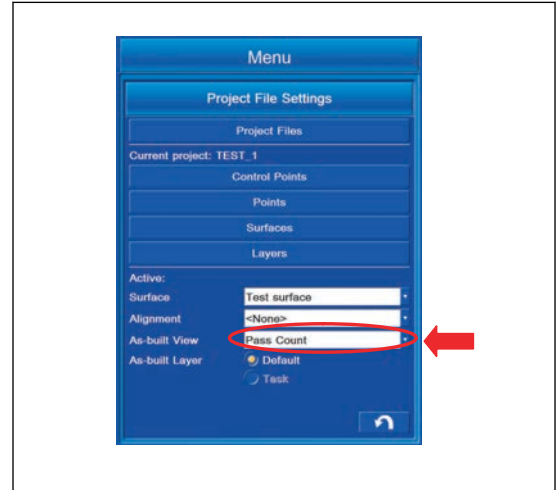 Menu
Project File Settings
Project Files
Current project: TEST_1
Control Points
Points
Surfaces
Layers
Active:
Surface Test surface
Alignment <None>
As-built View Pass Count
As-built Layer Default
Task